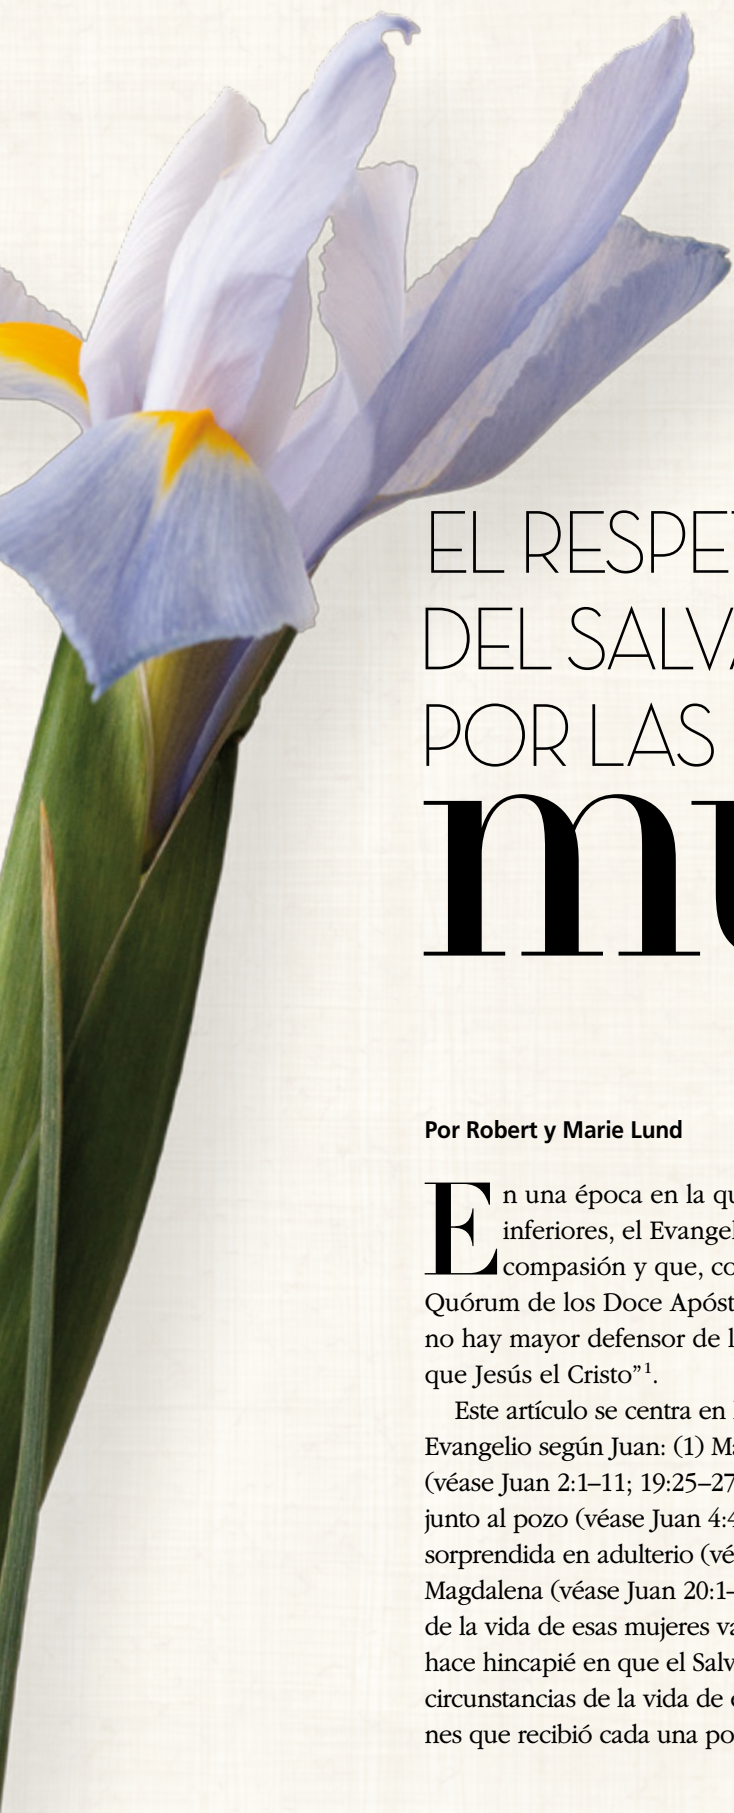 EL RESPE
DEL SALV
POR LAS
mu
Por Robert y Marie Lund
En una época en la qu
inferiores, el Evangel
compasión y que, co
Quórum de los Doce Apóst
no hay mayor defensor de l
que Jesús el Cristo”¹.
Este artículo se centra en
Evangelio según Juan: (1) Ma
(véase Juan 2:1–11; 19:25–27
junto al pozo (véase Juan 4:4
sorprendida en adulterio (vé
Magdalena (véase Juan 20:1–
de la vida de esas mujeres va
hace hincapié en que el Salv
circunstancias de la vida de
nes que recibió cada una po